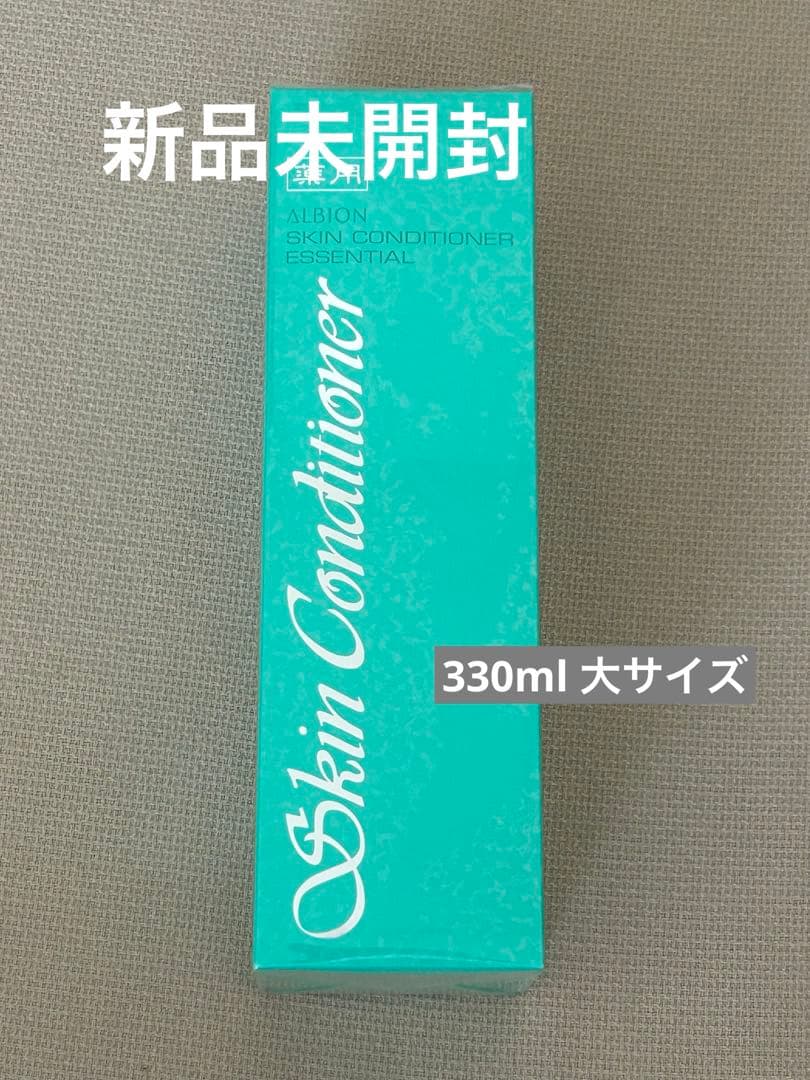 新品未開封
薬用
ALBION
SKIN CONDITIONER
ESSENTIAL
Skin Conditioner
330ml 大サイズ